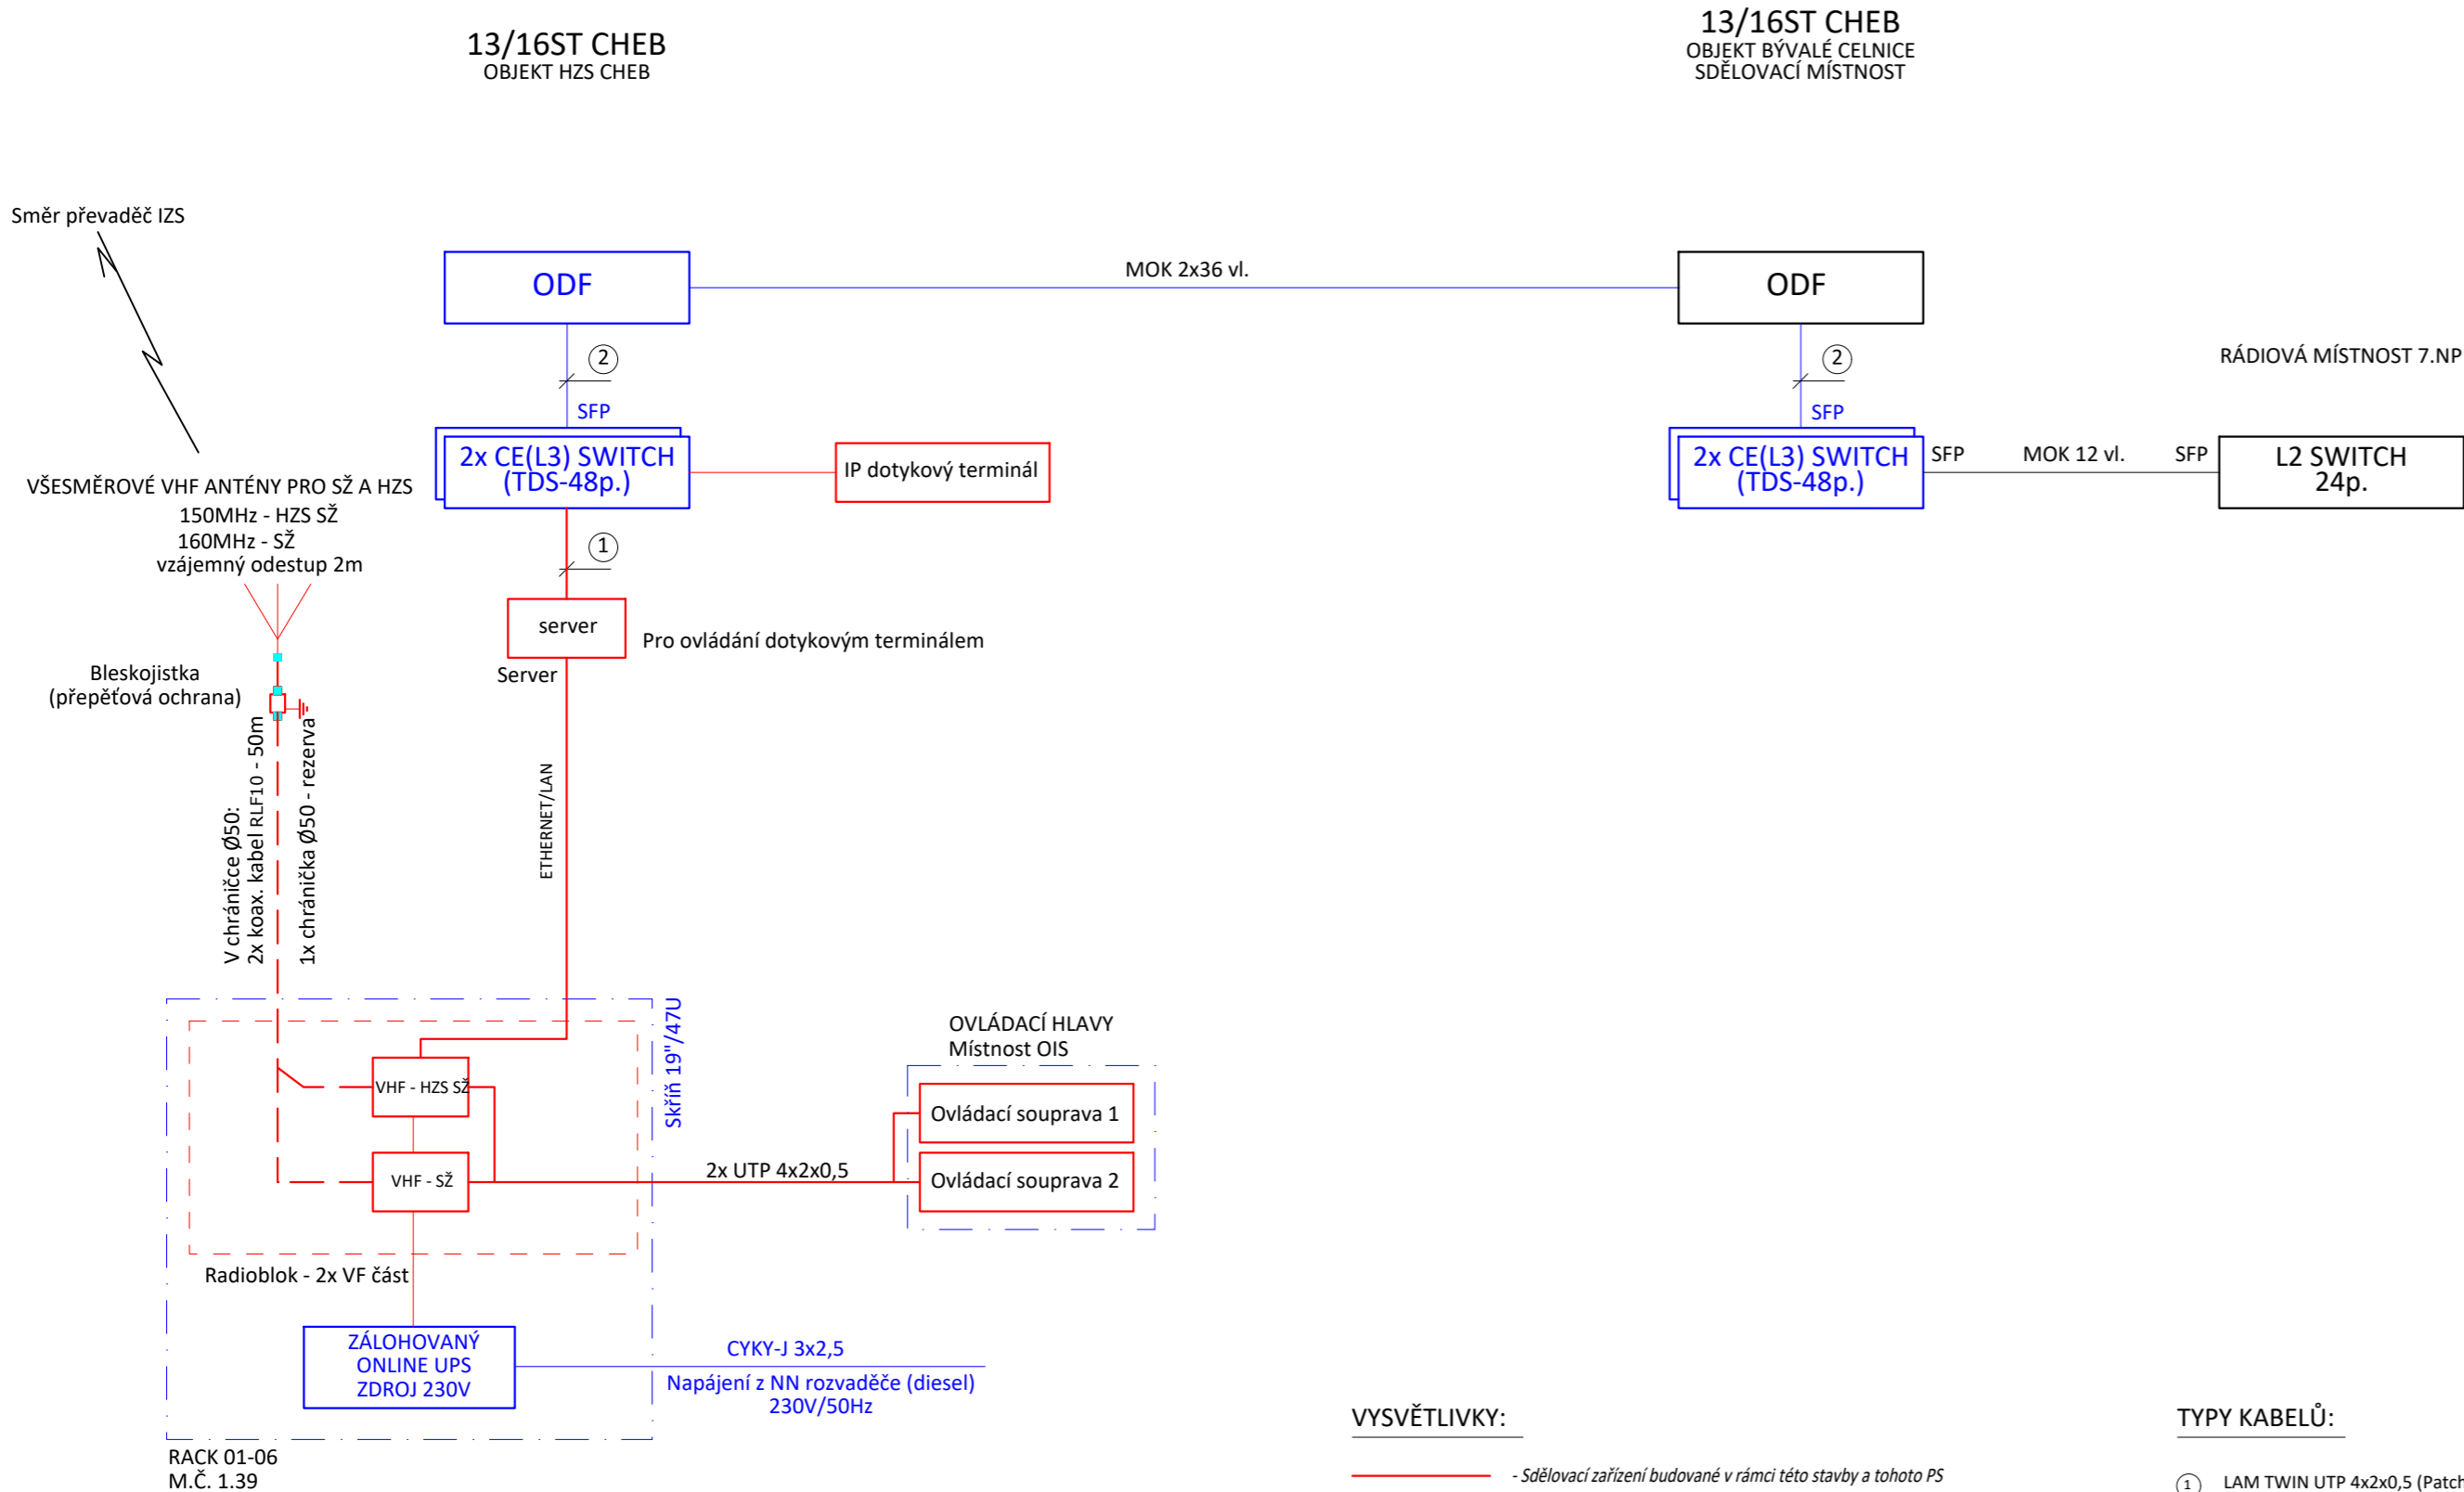 13/16ST CHEB
OBJEKT HZS CHEB
13/16ST CHEB
OBJEKT BÝVALÉ CELNICE
SDĚLOVACÍ MÍSTNOST
Směr převaděč IZS
ODF
MOK 2x36 vl.
ODF
2
2
RÁDIOVÁ MÍSTNOST 7.NP
SFP
SFP
2x CE(L3) SWITCH
(TDS-48p.)
IP dotykový terminál
2x CE(L3) SWITCH
(TDS-48p.)
SFP
MOK 12 vl.
SFP
L2 SWITCH
24p.
VŠESMĚROVÉ VHF ANTÉNY PRO SŽ A HZS
150MHz - HZS SŽ
160MHz - SŽ
vzájemný odestup 2m
1
server
Pro ovládání dotykovým terminálem
Server
Bleskojistka
(přepěťová ochrana)
V chráničce Ø50:
2x koax. kabel RLF10 - 50m
1x chránička Ø50 - rezerva
ETHERNET/LAN
Skříň 19"/47U
OVLÁDACÍ HLAVY
Místnost OIS
VHF - HZS SŽ
Ovládací souprava 1
VHF - SŽ
2x UTP 4x2x0,5
Ovládací souprava 2
Radioblok - 2x VF část
ZÁLOHOVANÝ
ONLINE UPS
ZDROJ 230V
CYKY-J 3x2,5
Napájení z NN rozvaděče (diesel)
230V/50Hz
RACK 01-06
M.Č. 1.39
VYSVĚTLIVKY:
- Sdělovací zařízení budované v rámci této stavby a tohoto PS
TYPY KABELŮ:
1 LAM TWIN UTP 4x2x0,5 (Patch